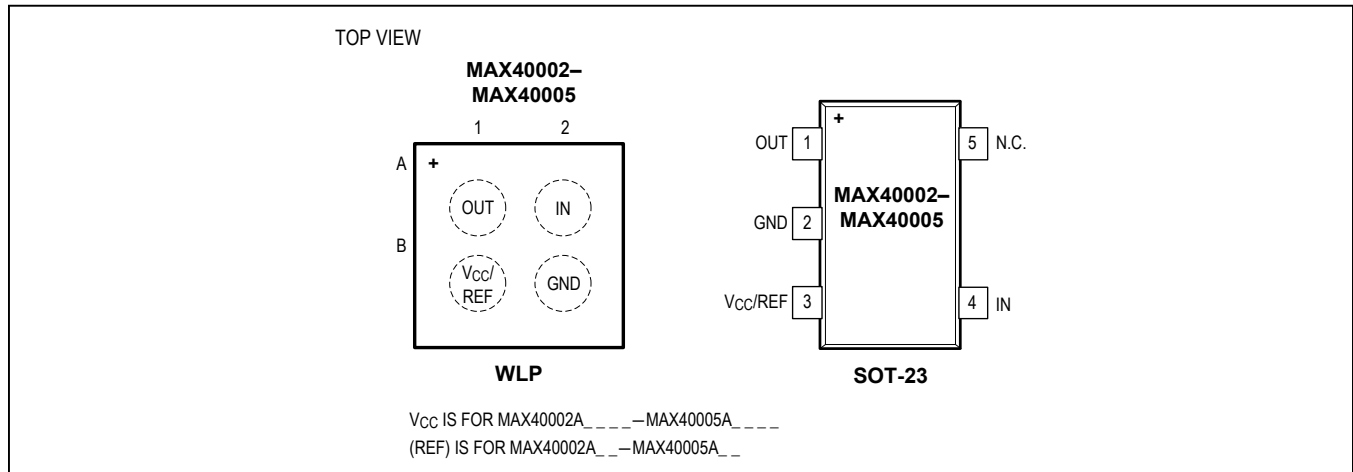 TOP VIEW
MAX40002–
MAX40005
1 2
A +
OUT IN
B
VCC/
REF
GND
WLP
+
OUT 1
5 N.C.
MAX40002–
MAX40005
GND 2
VCC/REF 3
4 IN
SOT-23
VCC IS FOR MAX40002A_ _ _ _–MAX40005A_ _ _ _
(REF) IS FOR MAX40002A_ _–MAX40005A_ _